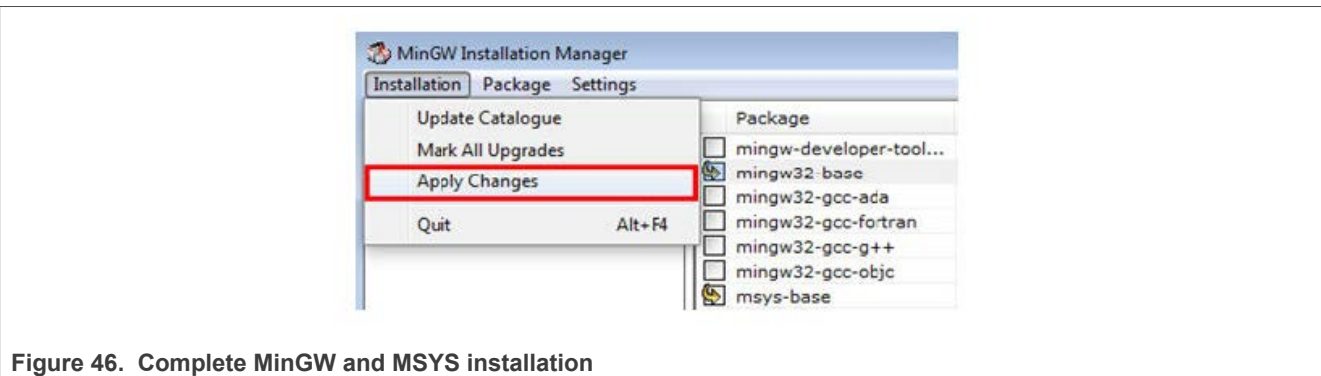 MinGW Installation Manager
Installation Package Settings
Update Catalogue
Mark All Upgrades
Apply Changes
Quit Alt+F4
Package
mingw-developer-tool...
mingw32-base
mingw32-gcc-ada
mingw32-gcc-fortran
mingw32-gcc-g++
mingw32-gcc-objc
msys-base
Figure 46. Complete MinGW and MSYS installation